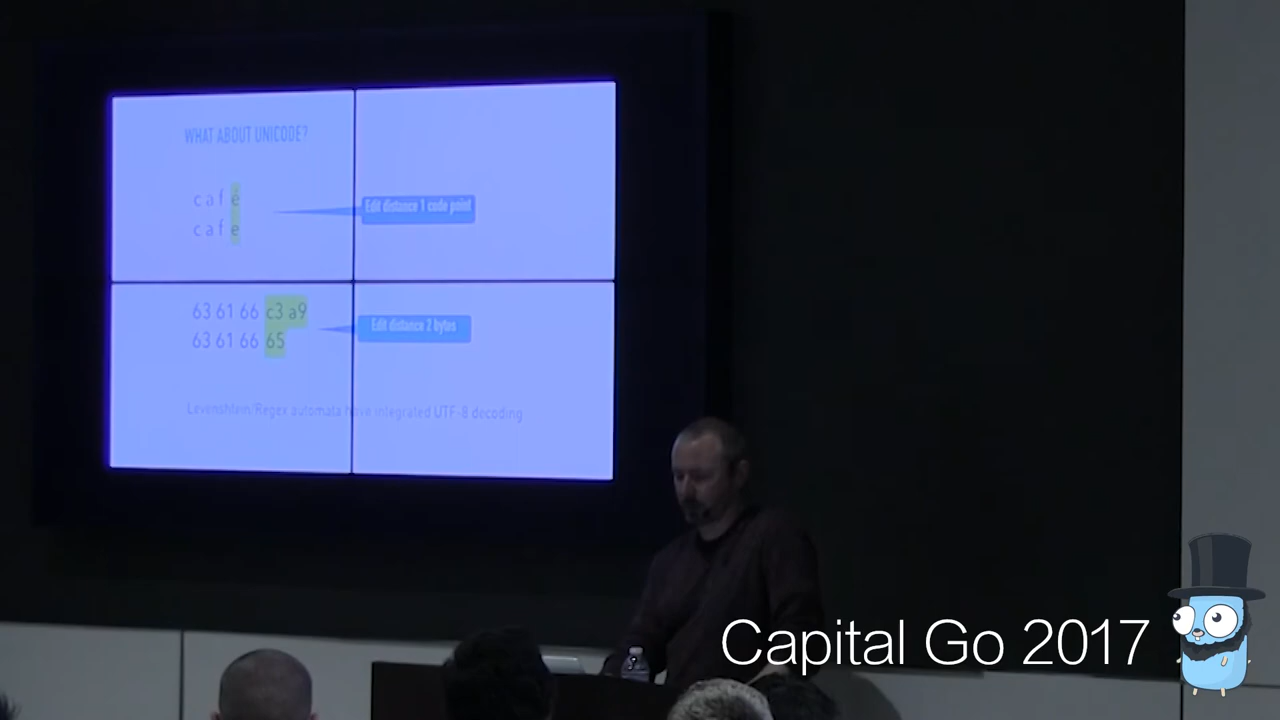 WHAT ABOUT UNICODE?
c a f é
c a f e
Edit distance 1 code point
63 61 66 c3 a9
63 61 66 65
Edit distance 2 bytes
Levenshtein/Regex automata have integrated UTF-8 decoding
Capital Go 2017